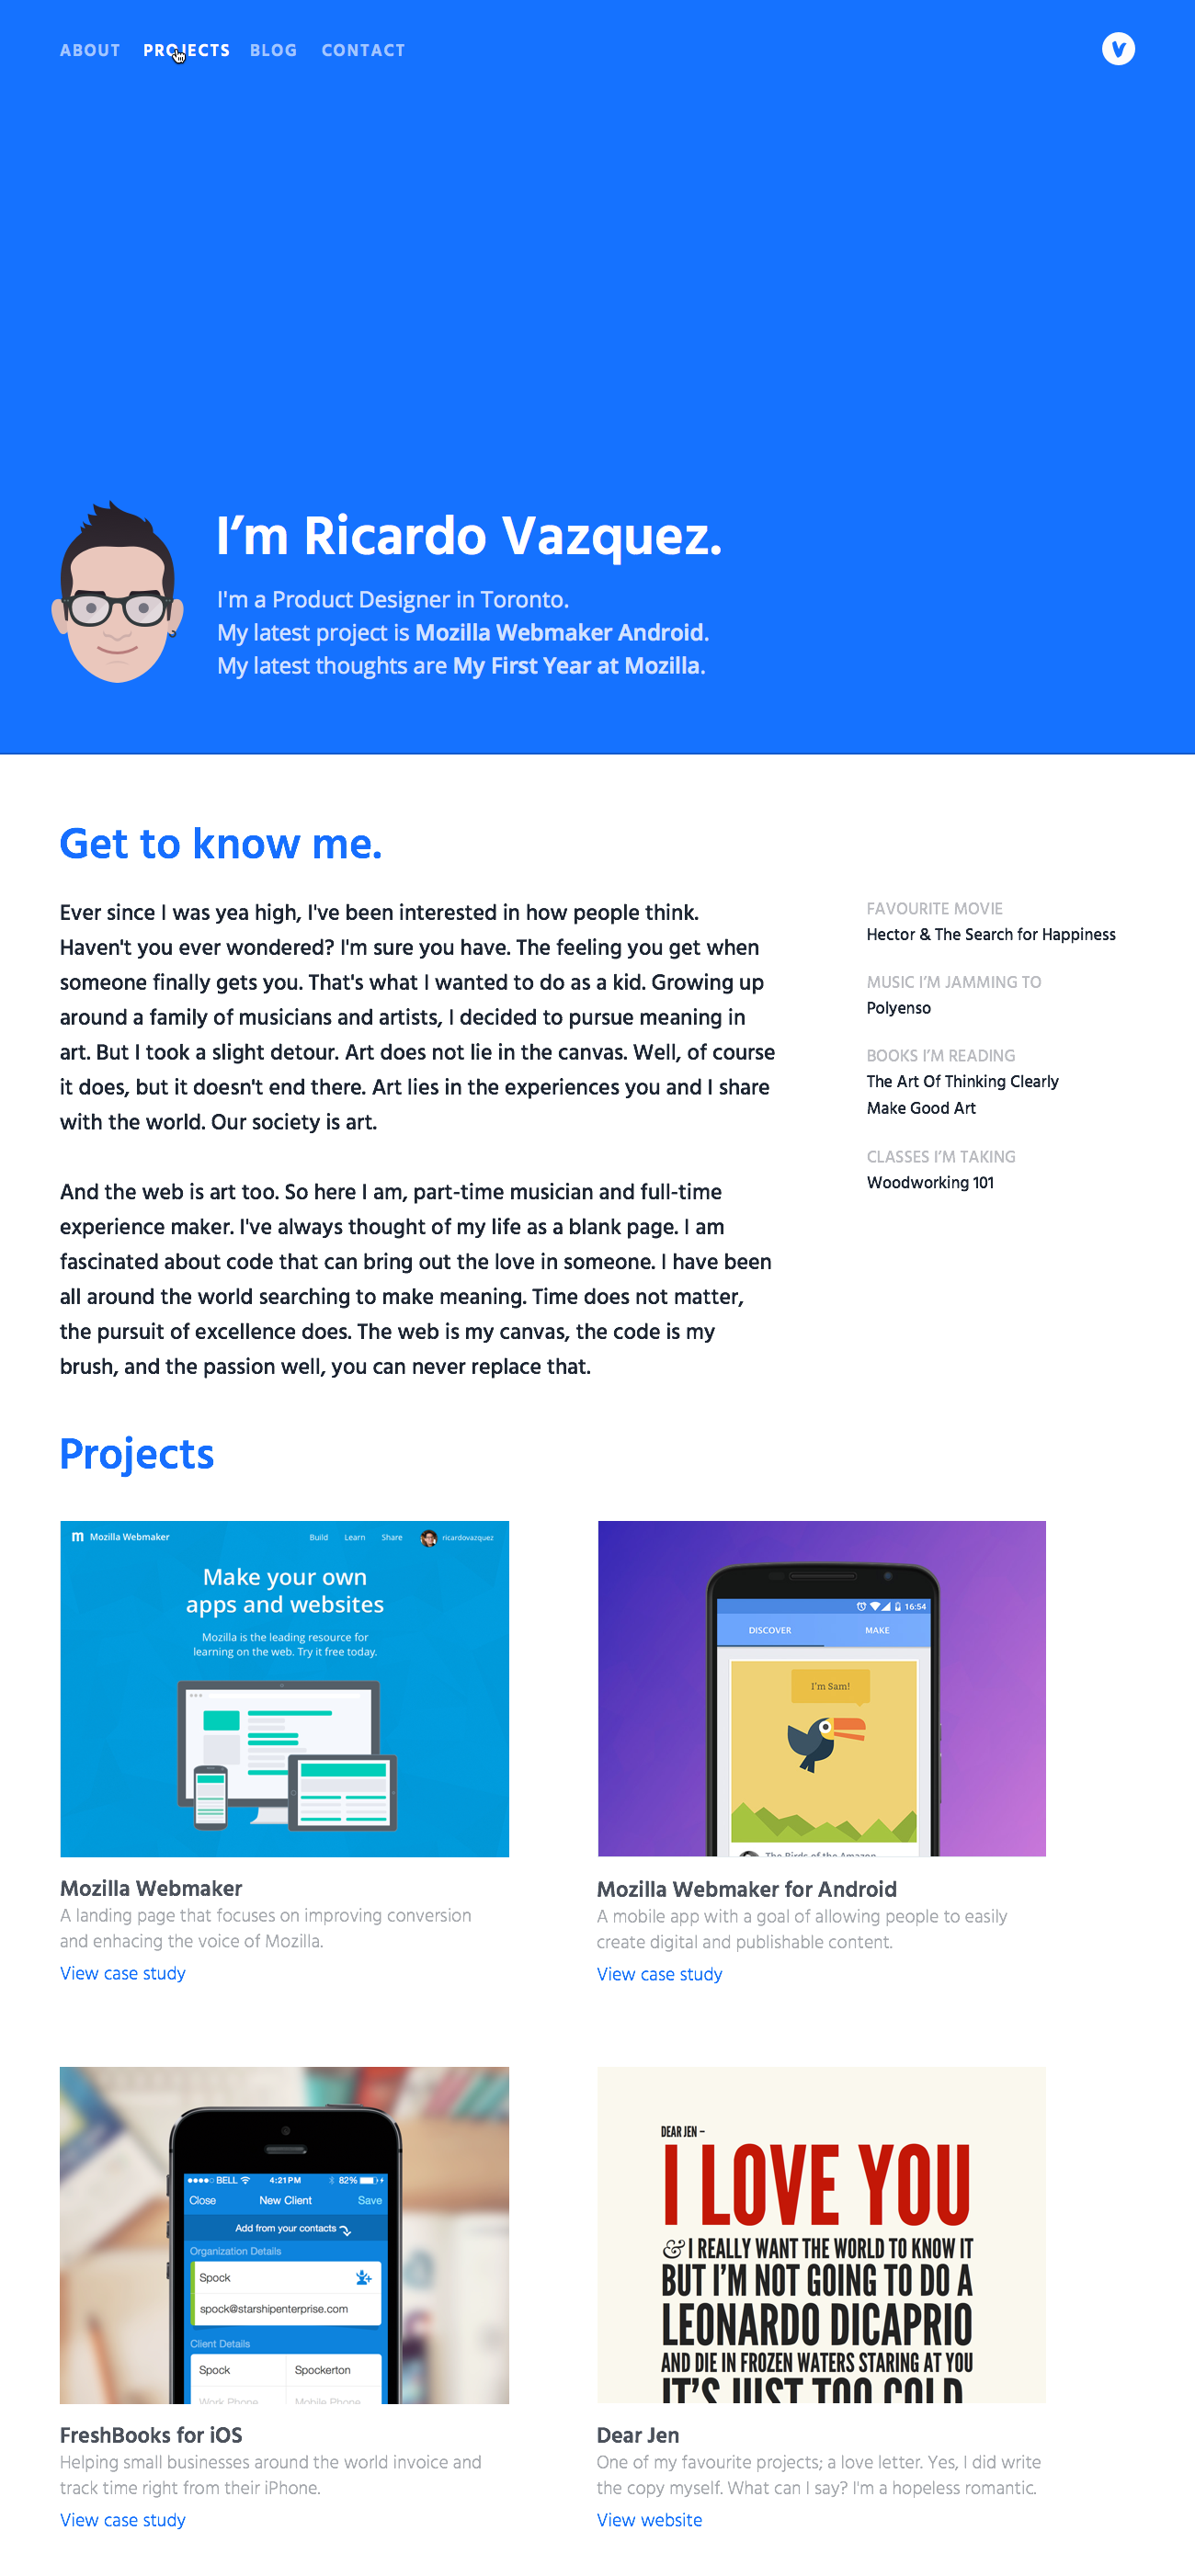 ABOUT PROJECTS BLOG CONTACT
v
I’m Ricardo Vazquez.
I'm a Product Designer in Toronto.
My latest project is Mozilla Webmaker Android.
My latest thoughts are My First Year at Mozilla.
Get to know me.
Ever since I was yea high, I've been interested in how people think.
Haven't you ever wondered? I'm sure you have. The feeling you get when
someone finally gets you. That's what I wanted to do as a kid. Growing up
around a family of musicians and artists, I decided to pursue meaning in
art. But I took a slight detour. Art does not lie in the canvas. Well, of course
it does, but it doesn't end there. Art lies in the experiences you and I share
with the world. Our society is art.
And the web is art too. So here I am, part-time musician and full-time
experience maker. I've always thought of my life as a blank page. I am
fascinated about code that can bring out the love in someone. I have been
all around the world searching to make meaning. Time does not matter,
the pursuit of excellence does. The web is my canvas, the code is my
brush, and the passion well, you can never replace that.
FAVOURITE MOVIE
Hector & The Search for Happiness
MUSIC I’M JAMMING TO
Polyenso
BOOKS I’M READING
The Art Of Thinking Clearly
Make Good Art
CLASSES I’M TAKING
Woodworking 101
Projects
m Mozilla Webmaker Build Learn Share ricardovazquez
Make your own
apps and websites
Mozilla is the leading resource for
learning on the web. Try it free today.
Mozilla Webmaker
A landing page that focuses on improving conversion
and enhacing the voice of Mozilla.
View case study
16:54
DISCOVER MAKE
I'm Sam!
The Birds of the Amazon
Mozilla Webmaker for Android
A mobile app with a goal of allowing people to easily
create digital and publishable content.
View case study
BELL 4:21PM 82%
Close New Client Save
Add from your contacts
Organization Details
Spock
spock@starshipenterprise.com
Client Details
Spock Spockerton
Work Phone Mobile Phone
FreshBooks for iOS
Helping small businesses around the world invoice and
track time right from their iPhone.
View case study
DEAR JEN –
I LOVE YOU
& I REALLY WANT THE WORLD TO KNOW IT
BUT I’M NOT GOING TO DO A
LEONARDO DICAPRIO
AND DIE IN FROZEN WATERS STARING AT YOU
IT’S JUST TOO COLD
Dear Jen
One of my favourite projects; a love letter. Yes, I did write
the copy myself. What can I say? I'm a hopeless romantic.
View website